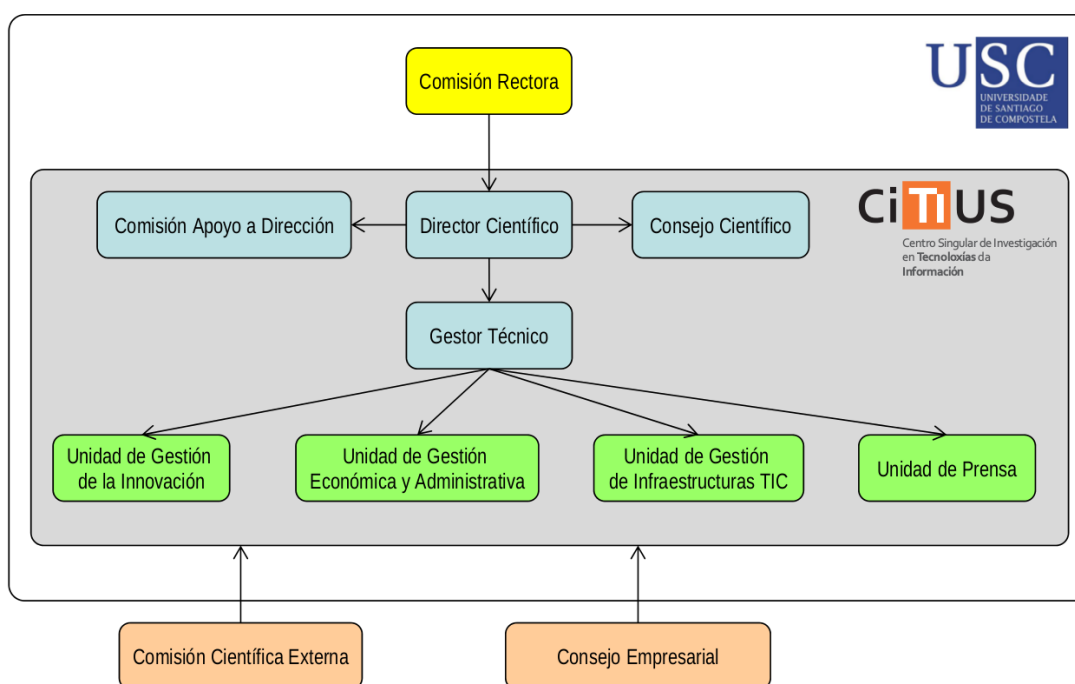 Comisión Rectora
USC
UNIVERSIDADE
DE SANTIAGO
DE COMPOSTELA
Comisión Apoyo a Dirección
Director Científico
Consejo Científico
CiTIUS
Centro Singular de Investigación
en Tecnoloxías da
Información
Gestor Técnico
Unidad de Gestión
de la Innovación
Unidad de Gestión
Económica y Administrativa
Unidad de Gestión
de Infraestructuras TIC
Unidad de Prensa
Comisión Científica Externa
Consejo Empresarial